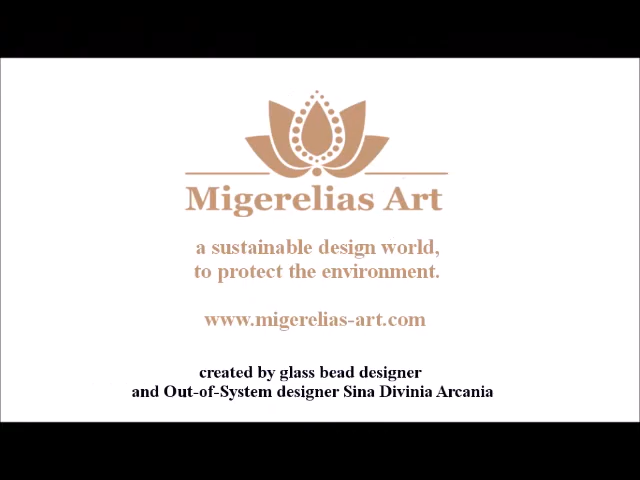 Migerelias Art
a sustainable design world,
to protect the environment.
www.migerelias-art.com
created by glass bead designer
and Out-of-System designer Sina Divinia Arcania